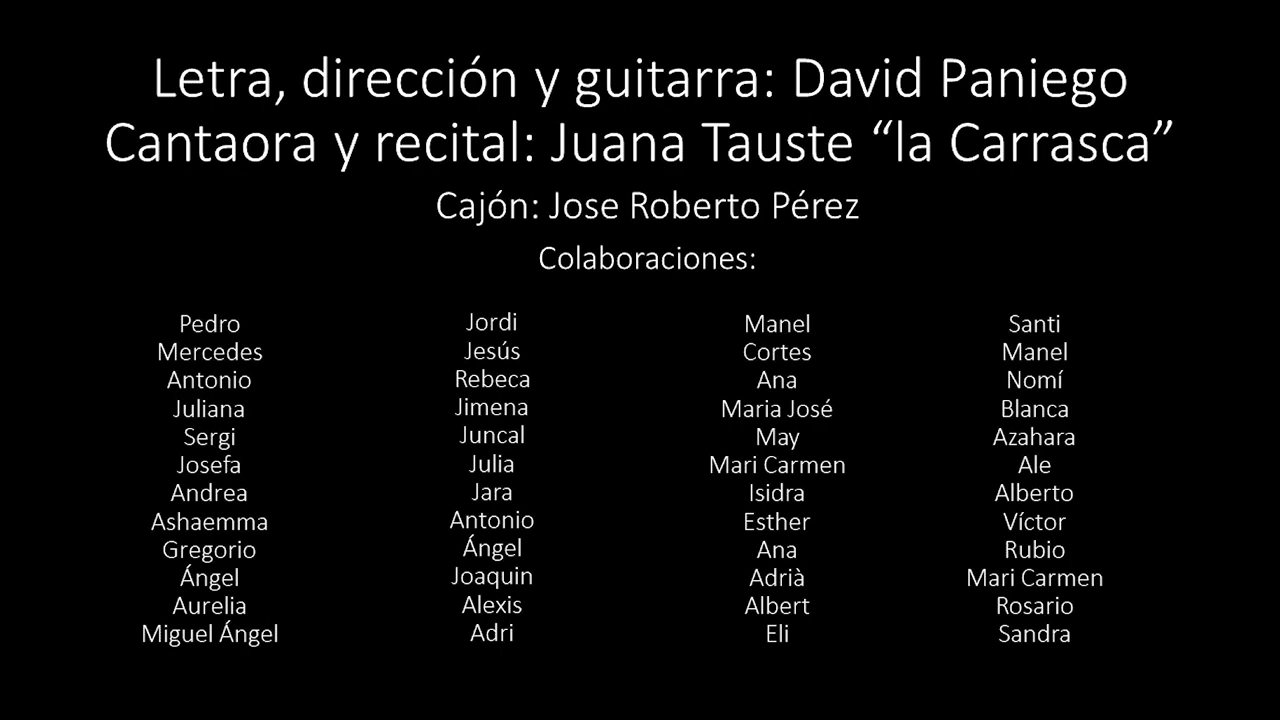 Letra, dirección y guitarra: David Paniego
Cantaora y recital: Juana Tauste “la Carrasca”
Cajón: Jose Roberto Pérez
Colaboraciones:
Pedro
Mercedes
Antonio
Juliana
Sergi
Josefa
Andrea
Ashaemma
Gregorio
Ángel
Aurelia
Miguel Ángel
Jordi
Jesús
Rebeca
Jimena
Juncal
Julia
Jara
Antonio
Ángel
Joaquin
Alexis
Adri
Manel
Cortes
Ana
Maria José
May
Mari Carmen
Isidra
Esther
Ana
Adrià
Albert
Eli
Santi
Manel
Nomí
Blanca
Azahara
Ale
Alberto
Víctor
Rubio
Mari Carmen
Rosario
Sandra